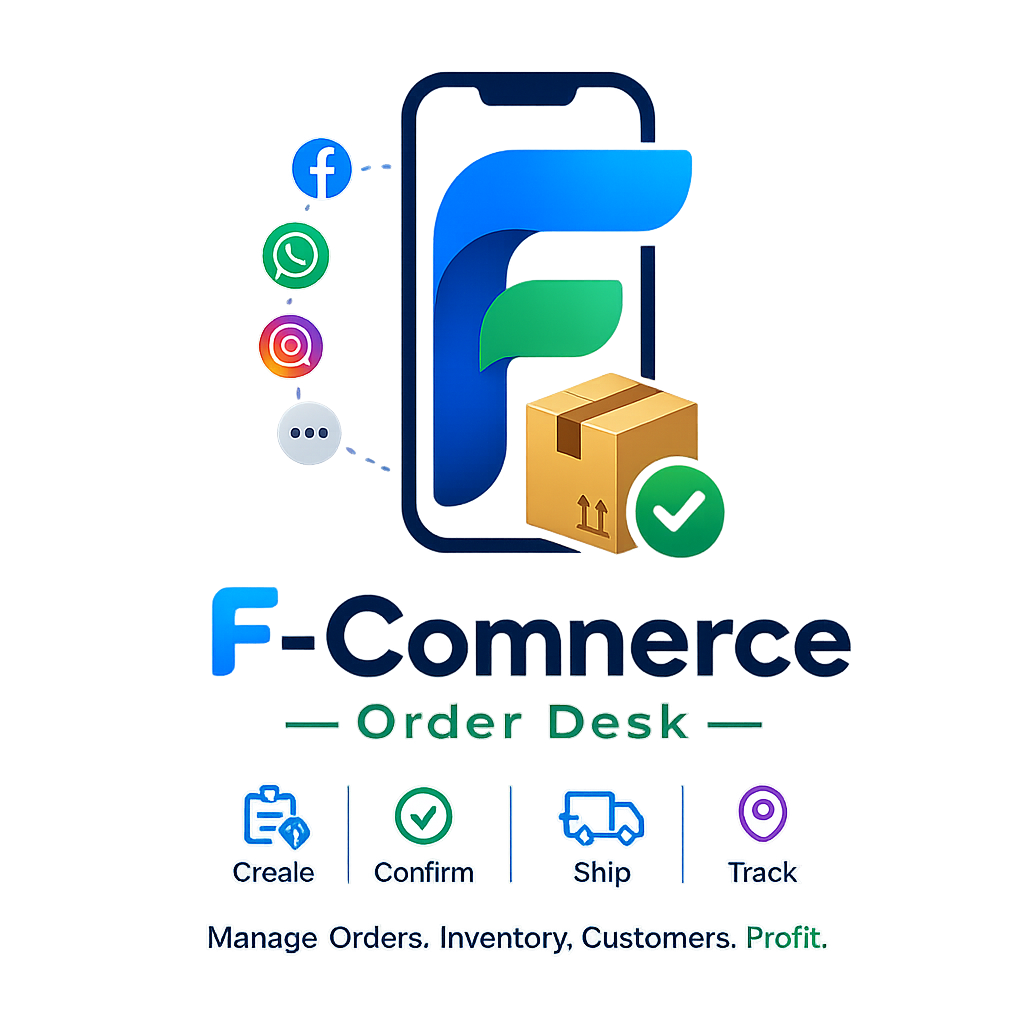 F-Comnerce
Order Desk
Creale
Confirm
Ship
Track
Manage Orders. Inventory, Customers. Profit.